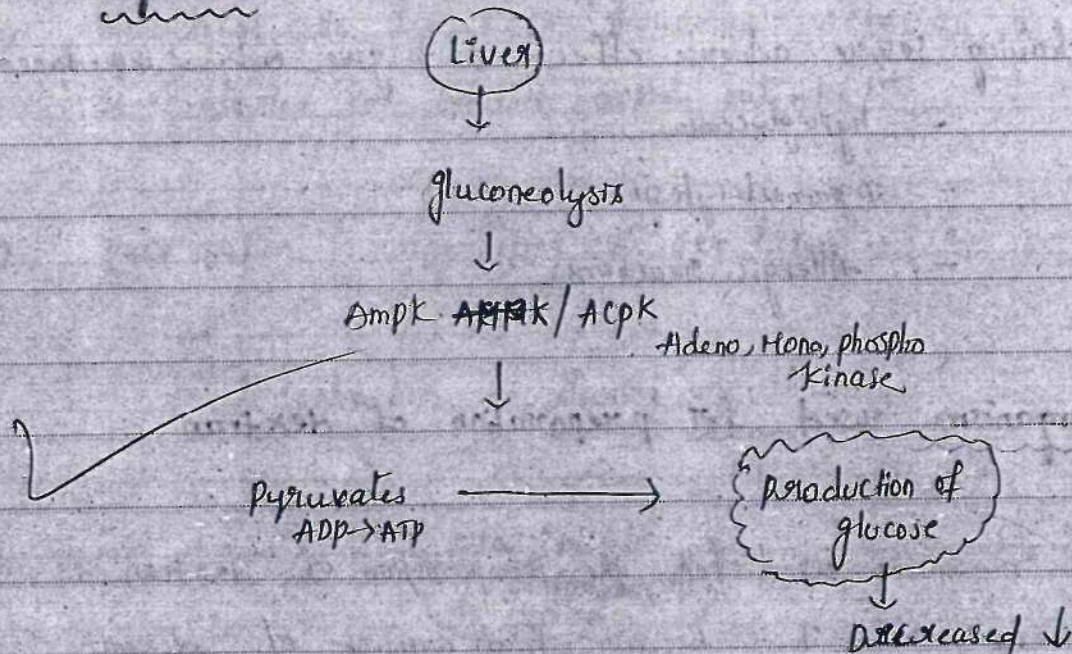 Liver
↓
gluconeolysis
↓
Ampk / ACpK
Adeno, Mono, phospho
Kinase
↓
Pyruvates → production of
ADP→ATP glucose
↓
Decreased ↓